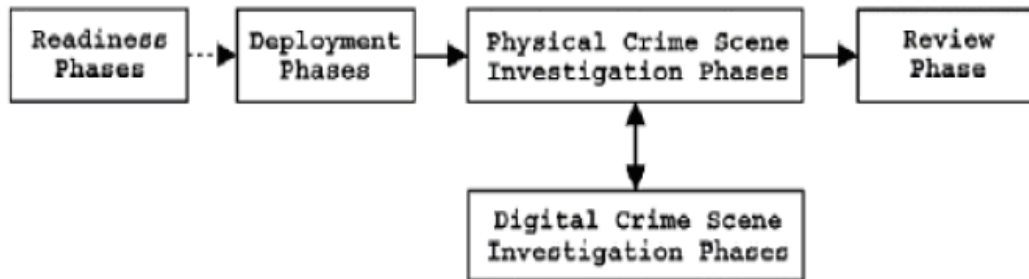 Readiness
Phases
Deployment
Phases
Physical Crime Scene
Investigation Phases
Review
Phase
Digital Crime Scene
Investigation Phases